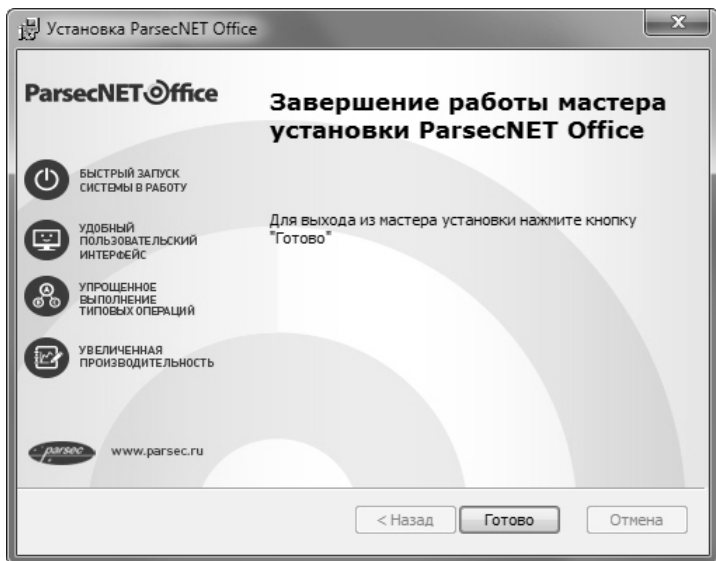 Установка ParsecNET Office
ParsecNET Office
Завершение работы мастера
установки ParsecNET Office
БЫСТРЫЙ ЗАПУСК
СИСТЕМЫ В РАБОТУ
УДОБНЫЙ
ПОЛЬЗОВАТЕЛЬСКИЙ
ИНТЕРФЕЙС
УПРОЩЕННОЕ
ВЫПОЛНЕНИЕ
ТИПОВЫХ ОПЕРАЦИЙ
УВЕЛИЧЕННАЯ
ПРОИЗВОДИТЕЛЬНОСТЬ
Для выхода из мастера установки нажмите кнопку
"Готово"
parsec
www.parsec.ru
< Назад
Готово
Отмена